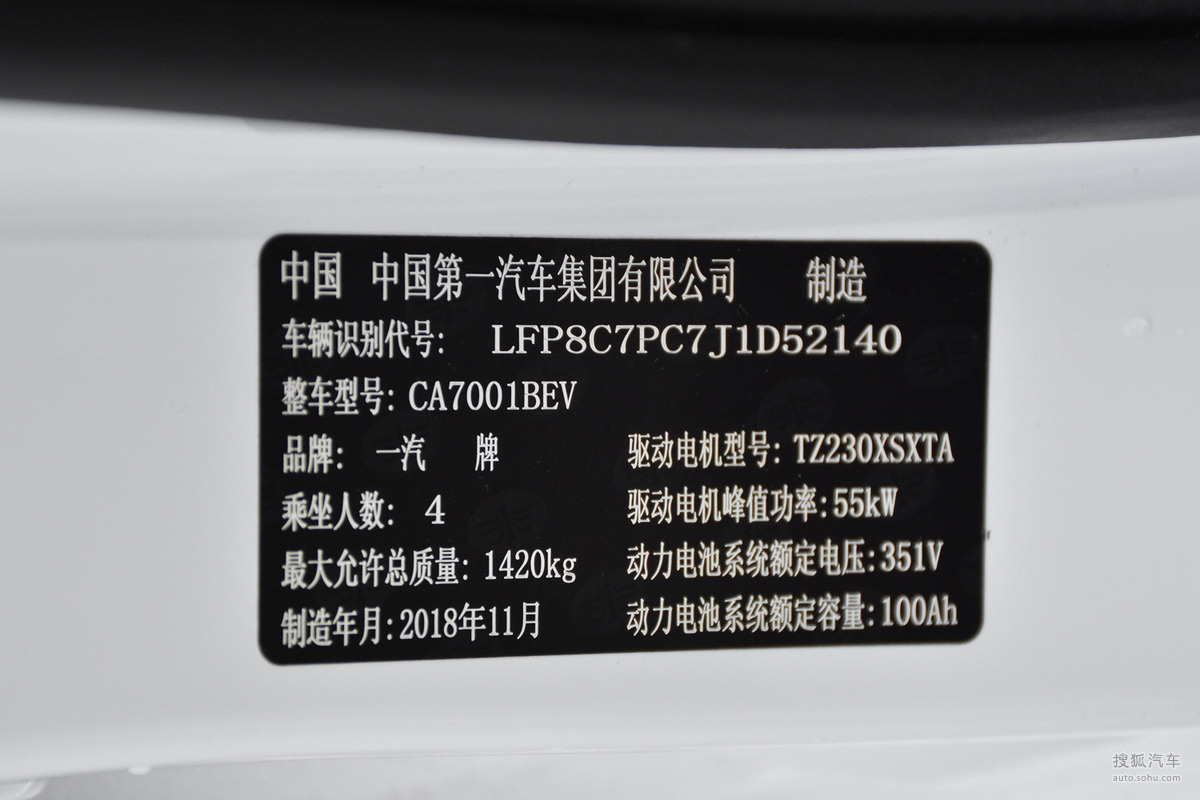 中国 中国第一汽车集团有限公司 制造
车辆识别代号: LFP8C7PC7J1D52140
整车型号: CA7001BEV
品牌: 一汽 牌 驱动电机型号: TZ230XSXTA
乘坐人数: 4 驱动电机峰值功率:55kW
最大允许总质量: 1420kg 动力电池系统额定电压:351V
制造年月:2018年11月 动力电池系统额定容量:100Ah
搜狐汽车
auto.sohu.com